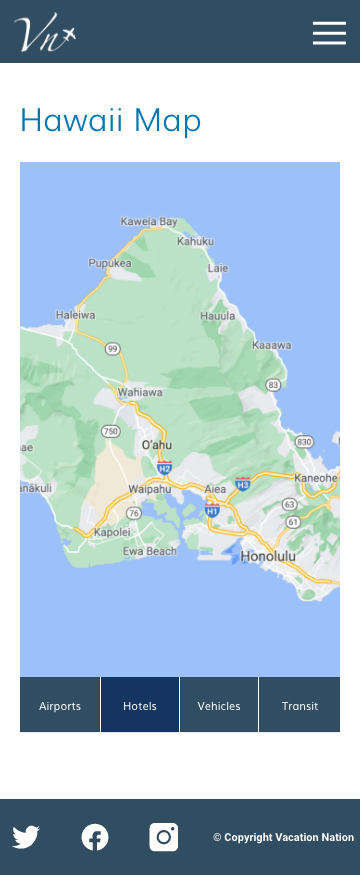 Vn
Hawaii Map
Kawela Bay
Kahuku
Pupukea
Laie
Haleiwa
Hauula
99
Kaaawa
83
Wahiawa
750
830
O'ahu
ae
H2
Kaneohe
anākuli
Waipahu
Aiea
H3
63
76
H1
61
Kapolei
Ewa Beach
Honolulu
Airports
Hotels
Vehicles
Transit
© Copyright Vacation Nation